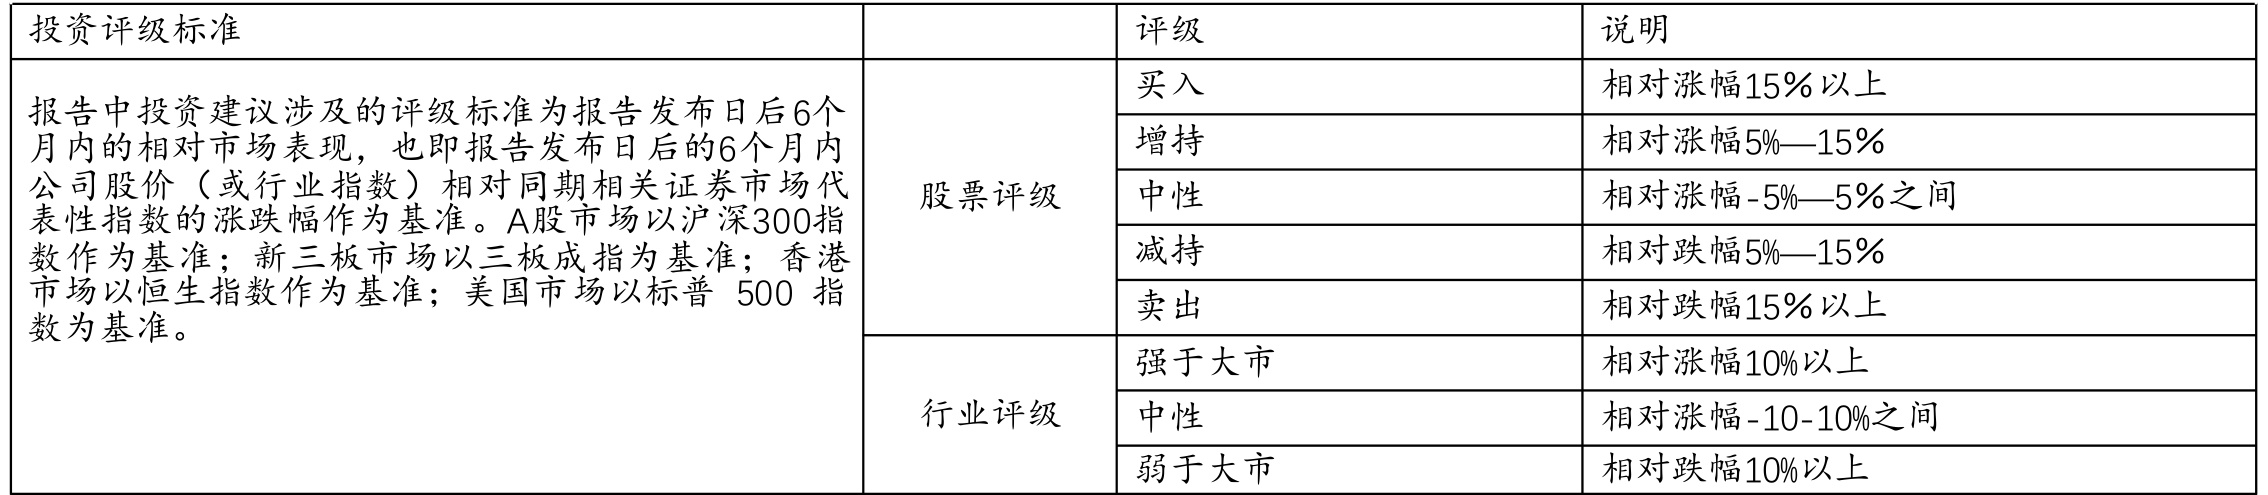 投资评级标准 评级 说明
报告中投资建议涉及的评级标准为报告发布日后6个
月内的相对市场表现，也即报告发布日后的6个月内
公司股价（或行业指数）相对同期相关证券市场代
表性指数的涨跌幅作为基准。A股市场以沪深300指
数作为基准；新三板市场以三板成指为基准；香港
市场以恒生指数作为基准；美国市场以标普 500 指
数为基准。
股票评级
买入 相对涨幅15%以上
增持 相对涨幅5%—15%
中性 相对涨幅-5%—5%之间
减持 相对跌幅5%—15%
卖出 相对跌幅15%以上
行业评级
强于大市 相对涨幅10%以上
中性 相对涨幅-10-10%之间
弱于大市 相对跌幅10%以上